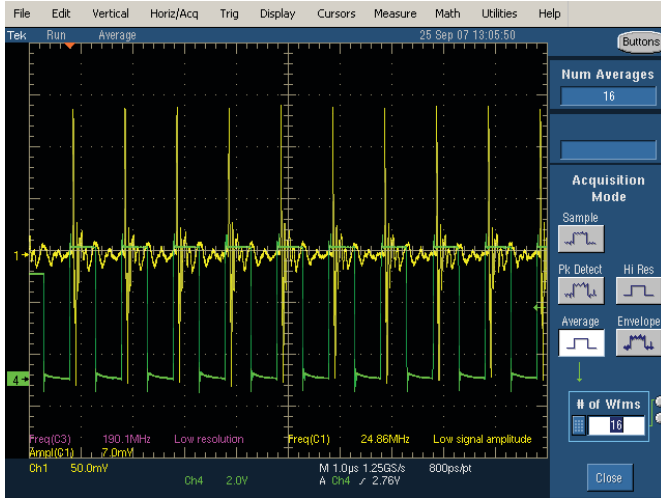 File Edit Vertical Horiz/Acq Trig Display Cursors Measure Math Utilities Help
Tek Run Average 25 Sep 07 13:05:50
Buttons
Num Averages
16
Acquisition
Mode
Sample
Pk Detect Hi Res
Average Envelope
# of Wfms
16
Close
1
4
Freq(C3) 190.1MHz Low resolution Freq(C1) 24.86MHz Low signal amplitude
Ampl(C1) 7.0mV
Ch1 50.0mV M 1.0µs 1.25GS/s 800ps/pt
Ch4 2.0V A Ch4 / 2.76V